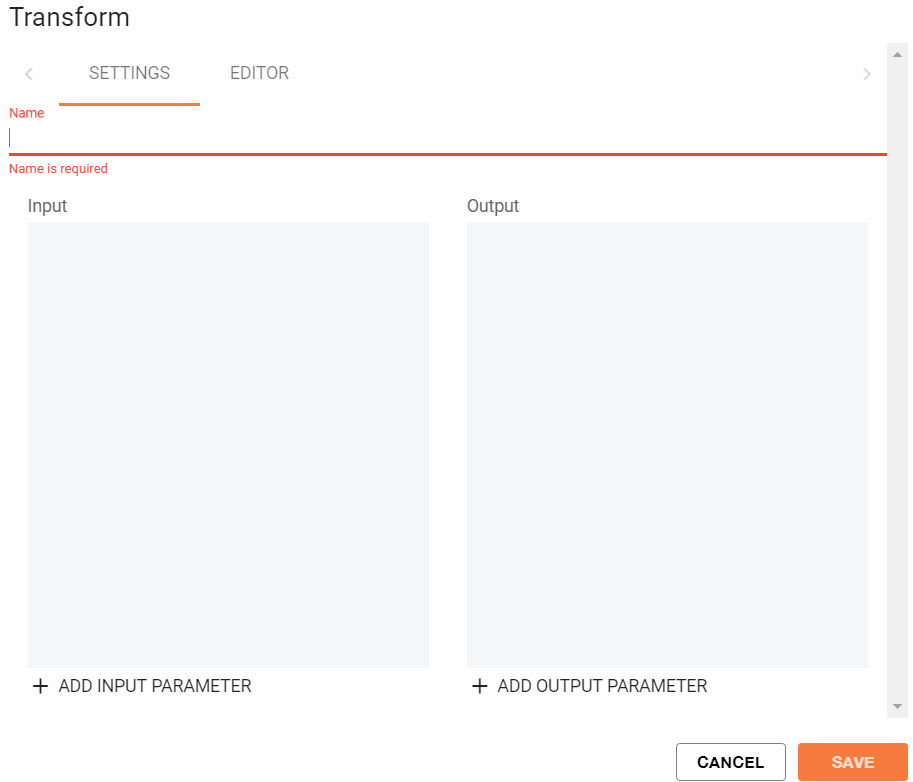 Transform
SETTINGS EDITOR
Name
Name is required
Input Output
ADD INPUT PARAMETER ADD OUTPUT PARAMETER
CANCEL SAVE